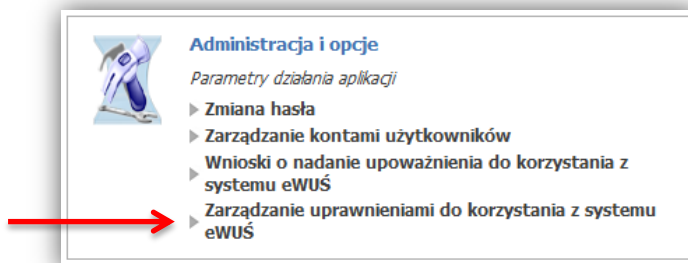 Administracja i opcje
Parametry działania aplikacji
Zmiana hasła
Zarządzanie kontami użytkowników
Wnioski o nadanie upoważnienia do korzystania z
systemu eWUŚ
Zarządzanie uprawnieniami do korzystania z systemu
eWUŚ